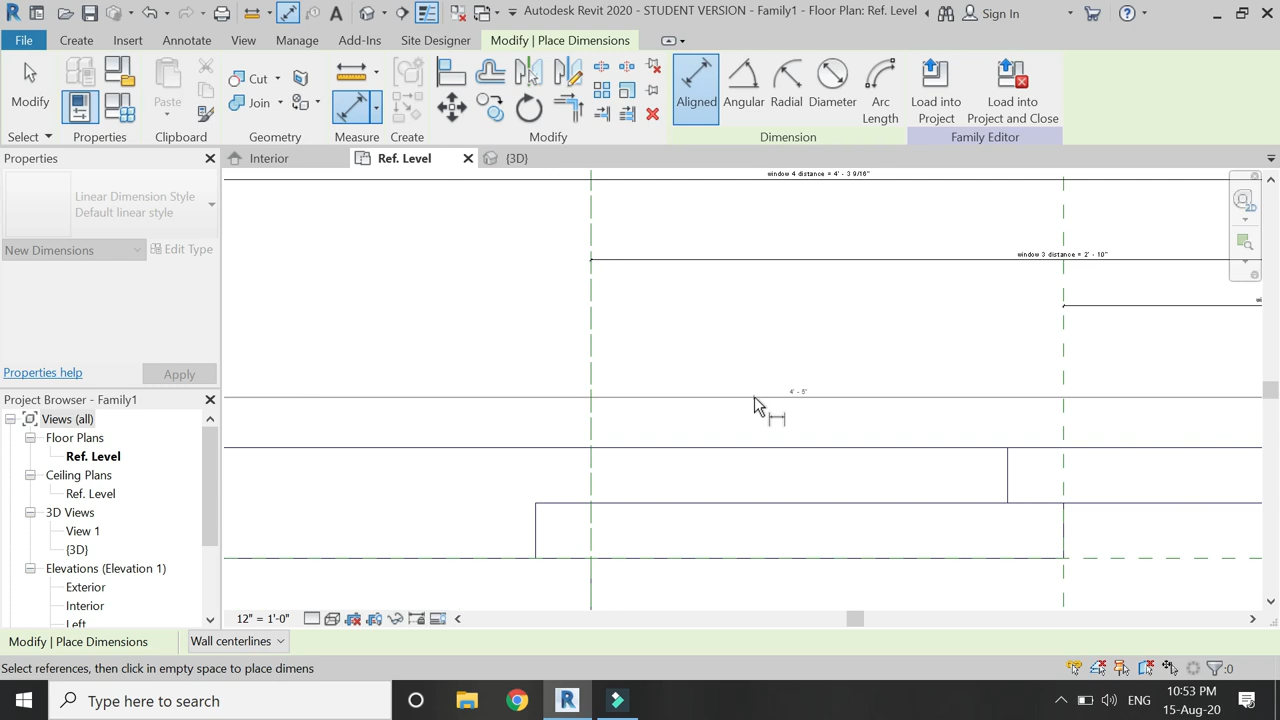 Autodesk Revit 2020 - STUDENT VERSION - Family1 - Floor Plan: Ref. Level
Sign In
File Create Insert Annotate View Manage Add-Ins Site Designer Modify | Place Dimensions
Modify
Paste
Cut
Join
Aligned Angular Radial Diameter Arc Length
Load into Project
Load into Project and Close
Select Properties Clipboard Geometry Measure Create Modify Dimension Family Editor
Properties
Interior
Ref. Level
{3D}
Linear Dimension Style
Default linear style
New Dimensions
Edit Type
Properties help
Apply
Project Browser - Family1
Views (all)
Floor Plans
Ref. Level
Ceiling Plans
Ref. Level
3D Views
View 1
{3D}
Elevations (Elevation 1)
Exterior
Interior
Left
window 4 distance = 4' - 3 9/16"
window 3 distance = 2' - 10"
4' - 5"
2D
12" = 1'-0"
Modify | Place Dimensions
Wall centerlines
Select references, then click in empty space to place dimens
:0
Type here to search
ENG
10:53 PM
15-Aug-20